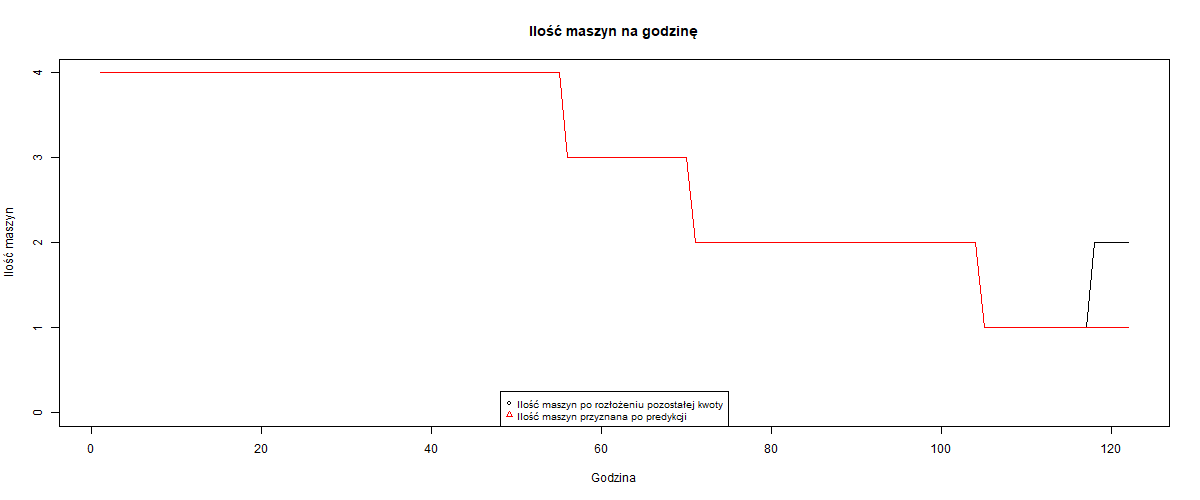 Ilość maszyn na godzinę
Ilość maszyn
4
3
2
1
0
Ilość maszyn po rozłożeniu pozostałej kwoty
Ilość maszyn przyznana po predykcji
0 20 40 60 80 100 120
Godzina